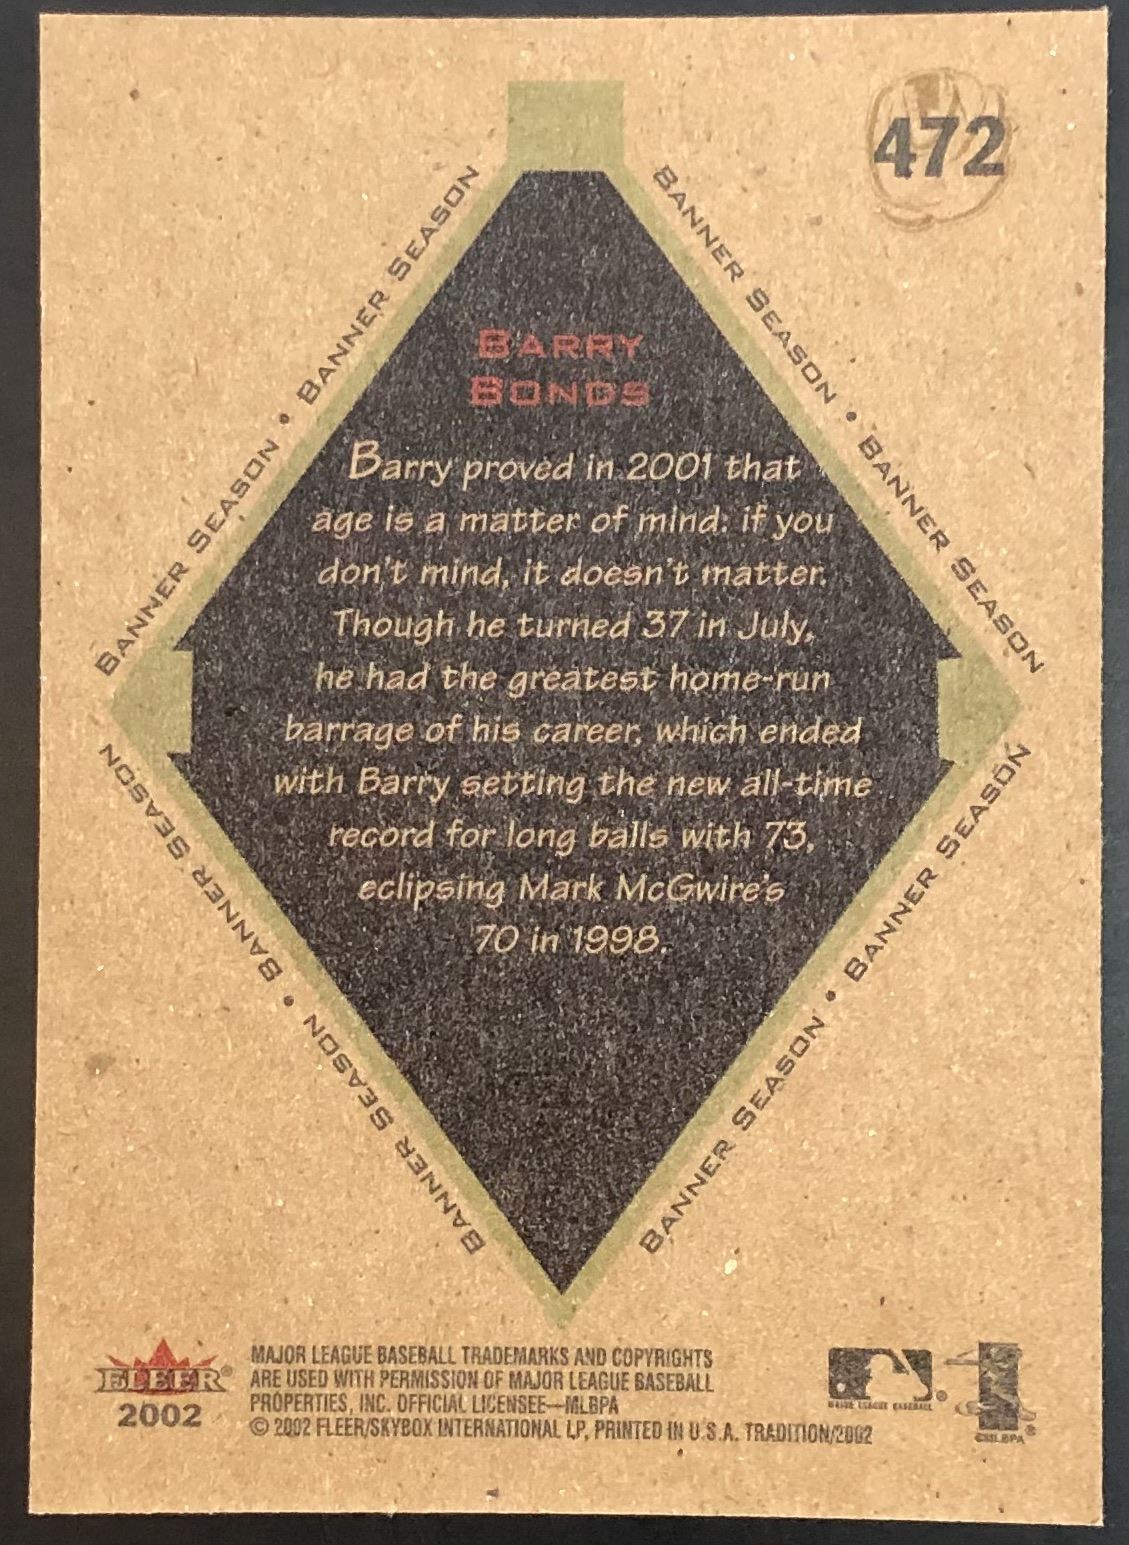 472
BANNER SEASON • BANNER SEASON
BANNER SEASON • BANNER SEASON
BARRY
BONDS
Barry proved in 2001 that
age is a matter of mind: if you
don't mind, it doesn't matter.
Though he turned 37 in July,
he had the greatest home-run
barrage of his career, which ended
with Barry setting the new all-time
record for long balls with 73,
eclipsing Mark McGwire's
70 in 1998.
BANNER SEASON • BANNER SEASON
BANNER SEASON • BANNER SEASON
FLEER®
2002
MAJOR LEAGUE BASEBALL TRADEMARKS AND COPYRIGHTS
ARE USED WITH PERMISSION OF MAJOR LEAGUE BASEBALL
PROPERTIES, INC. OFFICIAL LICENSEE—MLBPA
© 2002 FLEER/SKYBOX INTERNATIONAL LP, PRINTED IN U.S.A. TRADITION/2002
MAJOR LEAGUE BASEBALL
©MLBPA